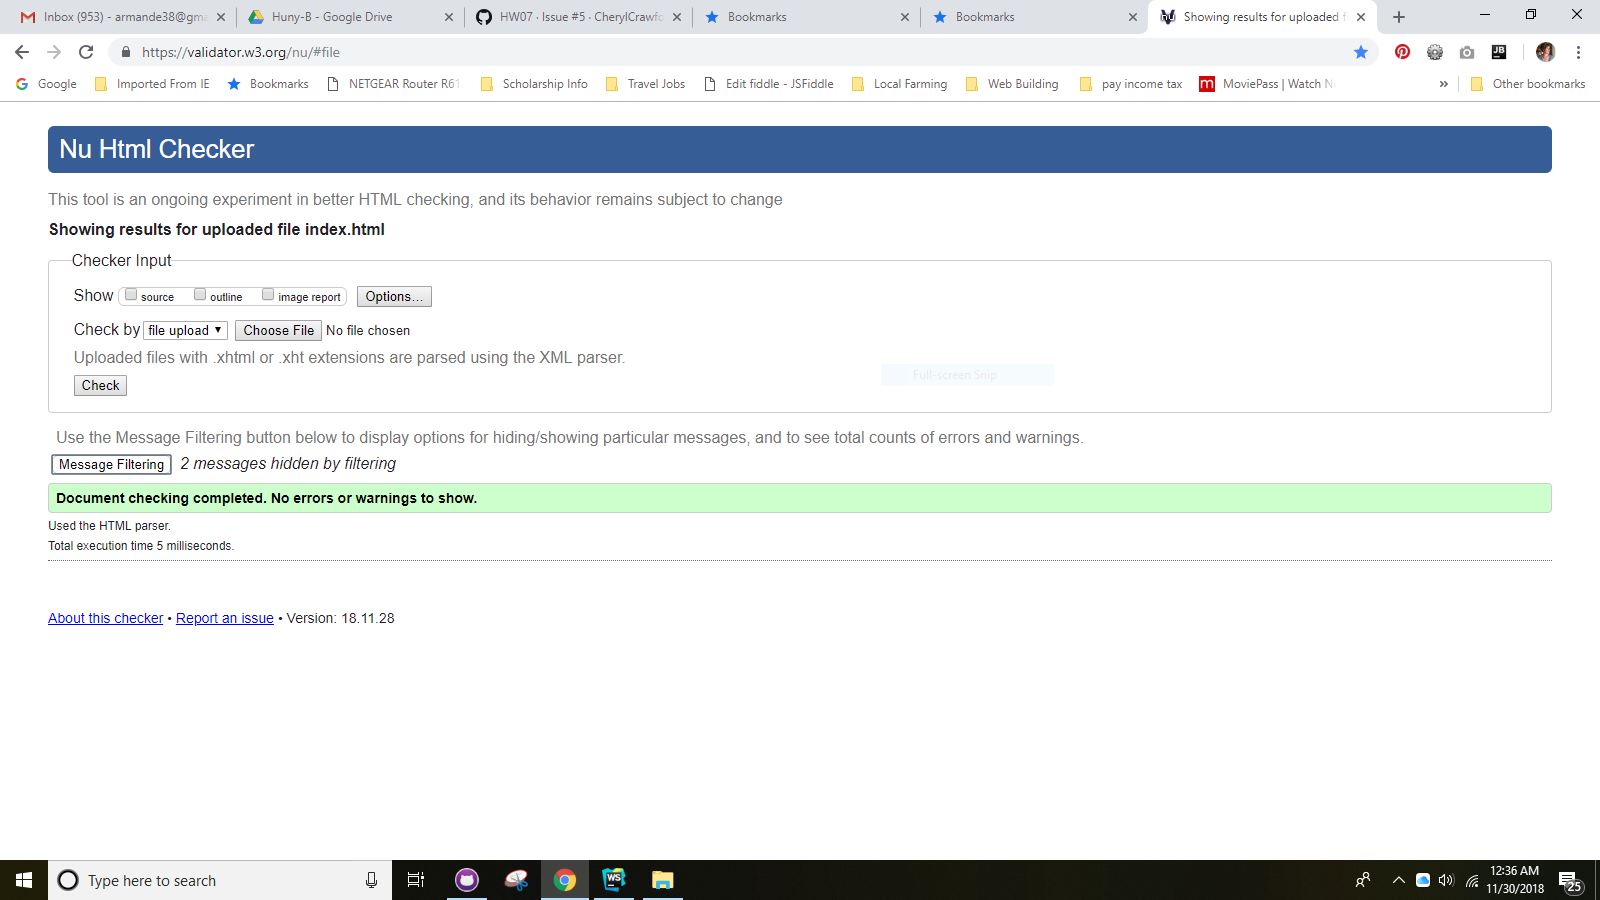 Inbox (953) - armande38@gma
Huny-B - Google Drive
HW07 · Issue #5 · CherylCrawfo
Bookmarks
Bookmarks
Showing results for uploaded f
https://validator.w3.org/nu/#file
Google
Imported From IE
Bookmarks
NETGEAR Router R61
Scholarship Info
Travel Jobs
Edit fiddle - JSFiddle
Local Farming
Web Building
pay income tax
MoviePass | Watch N
»
Other bookmarks
Nu Html Checker
This tool is an ongoing experiment in better HTML checking, and its behavior remains subject to change
Showing results for uploaded file index.html
Checker Input
Show source outline image report Options...
Check by file upload Choose File No file chosen
Uploaded files with .xhtml or .xht extensions are parsed using the XML parser.
Full-screen Snip
Check
Use the Message Filtering button below to display options for hiding/showing particular messages, and to see total counts of errors and warnings.
Message Filtering 2 messages hidden by filtering
Document checking completed. No errors or warnings to show.
Used the HTML parser.
Total execution time 5 milliseconds.
About this checker • Report an issue • Version: 18.11.28
Type here to search
WS
12:36 AM
11/30/2018
25